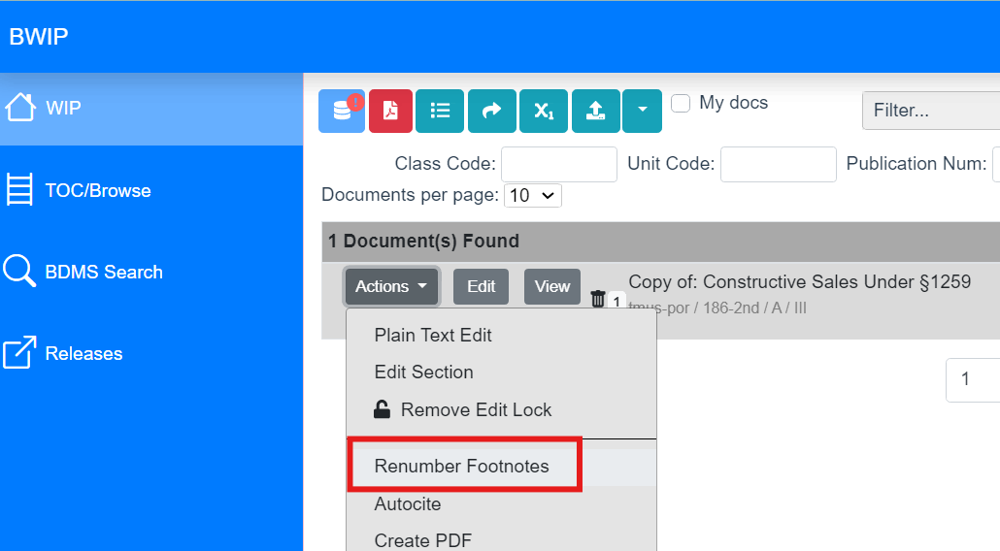 BWIP
WIP
TOC/Browse
BDMS Search
Releases
! X₁ My docs Filter...
Class Code: Unit Code: Publication Num:
Documents per page: 10
1 Document(s) Found
Actions Edit View 1 Copy of: Constructive Sales Under §1259
tmus-por / 186-2nd / A / III
Plain Text Edit
Edit Section
Remove Edit Lock
Renumber Footnotes
Autocite
Create PDF
1